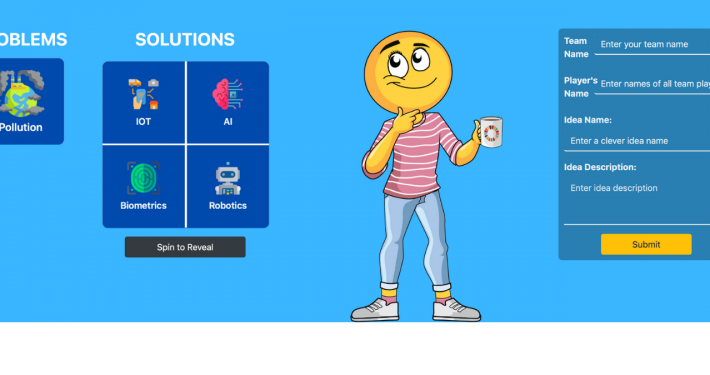 OBLEMS
Pollution
SOLUTIONS
IOT
AI
Biometrics
Robotics
Spin to Reveal
Team
Name
Enter your team name
Player's
Name
Enter names of all team play
Idea Name:
Enter a clever idea name
Idea Description:
Enter idea description
Submit